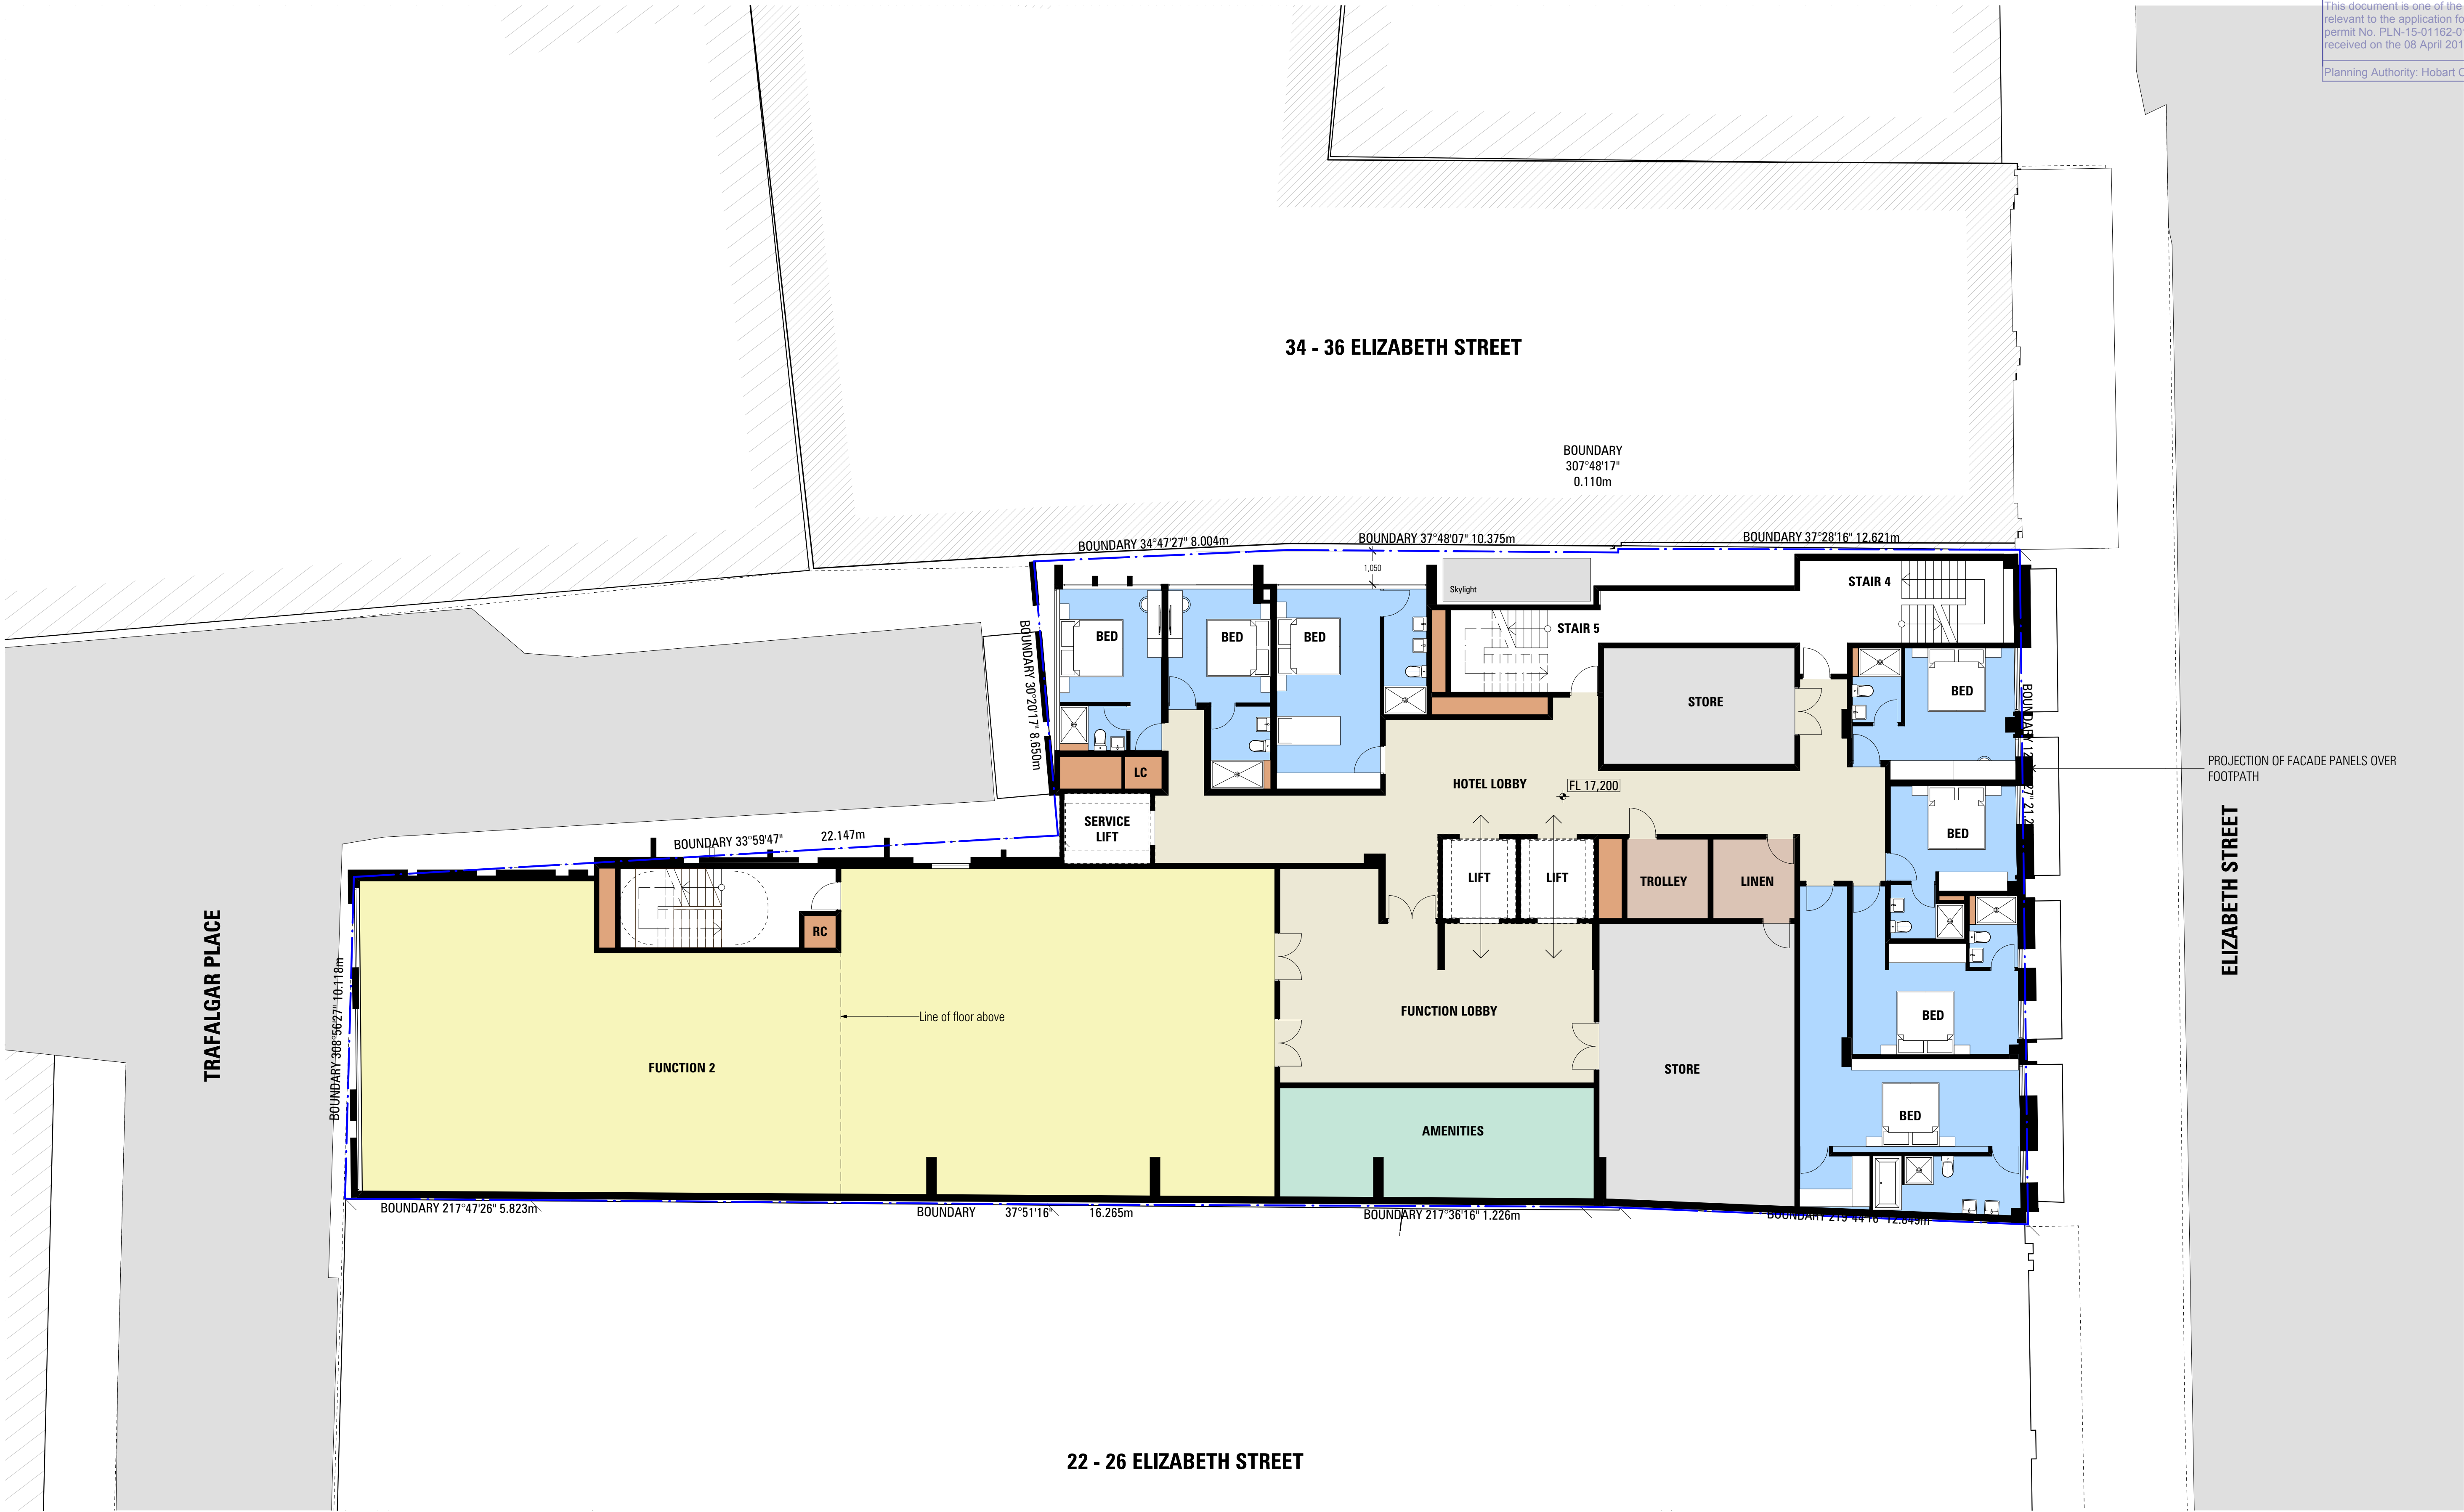 This document is one of the
relevant to the application fo
permit No. PLN-15-01162-01
received on the 08 April 201
Planning Authority: Hobart C
34 - 36 ELIZABETH STREET
BOUNDARY
307°48'17"
0.110m
BOUNDARY 34°47'27" 8.004m
BOUNDARY 37°48'07" 10.375m
BOUNDARY 37°28'16" 12.621m
1,050
Skylight
STAIR 4
STAIR 5
BED
BED
BED
BED
STORE
BOUNDARY 30°20'17" 8.650m
LC
HOTEL LOBBY
FL 17,200
PROJECTION OF FACADE PANELS OVER
FOOTPATH
SERVICE
LIFT
BOUNDARY 33°59'47" 22.147m
BED
LIFT
LIFT
TROLLEY
LINEN
ELIZABETH STREET
RC
TRAFALGAR PLACE
BOUNDARY 308°56'27" 10.118m
Line of floor above
FUNCTION LOBBY
BED
FUNCTION 2
STORE
BED
AMENITIES
BOUNDARY 217°47'26" 5.823m
BOUNDARY 37°51'16" 16.265m
BOUNDARY 217°36'16" 1.226m
BOUNDARY
22 - 26 ELIZABETH STREET